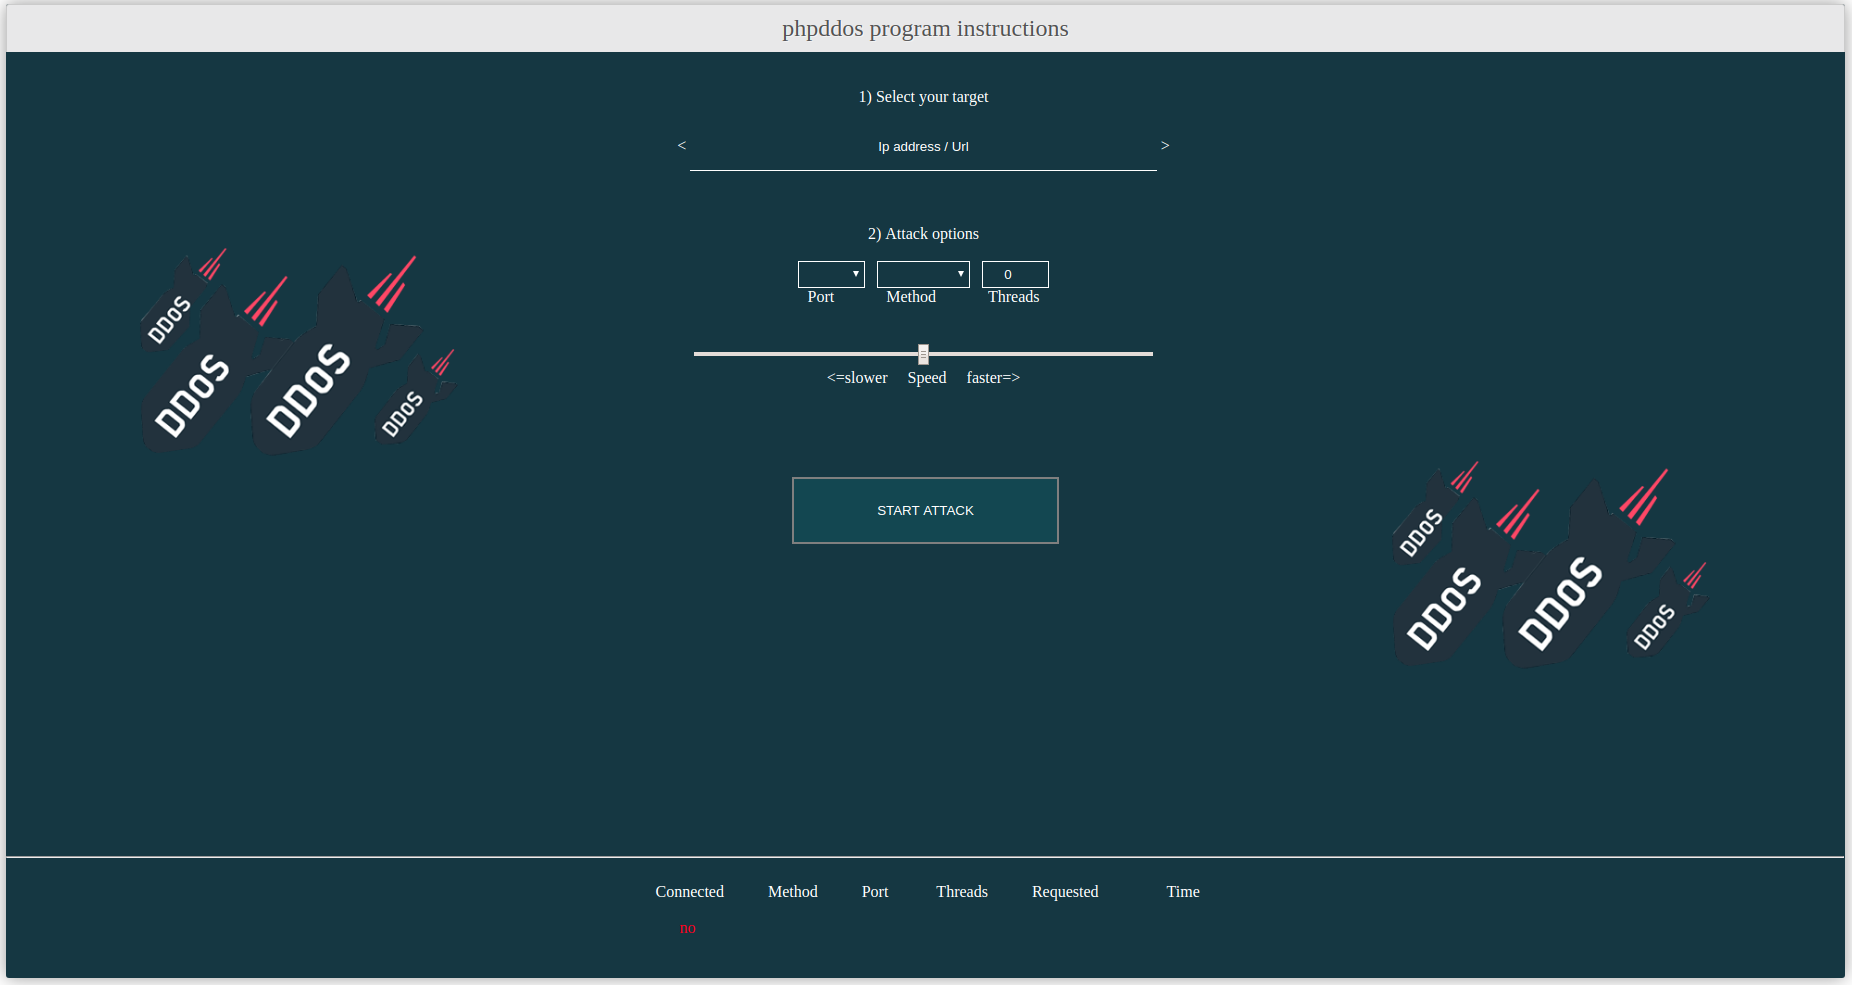 phpddos program instructions
1) Select your target
< Ip address / Url >
2) Attack options
0
Port Method Threads
<=slower Speed faster=>
DDoS
DDoS
DDoS
DDoS
START ATTACK
DDoS
DDoS
DDoS
DDoS
Connected Method Port Threads Requested Time
no